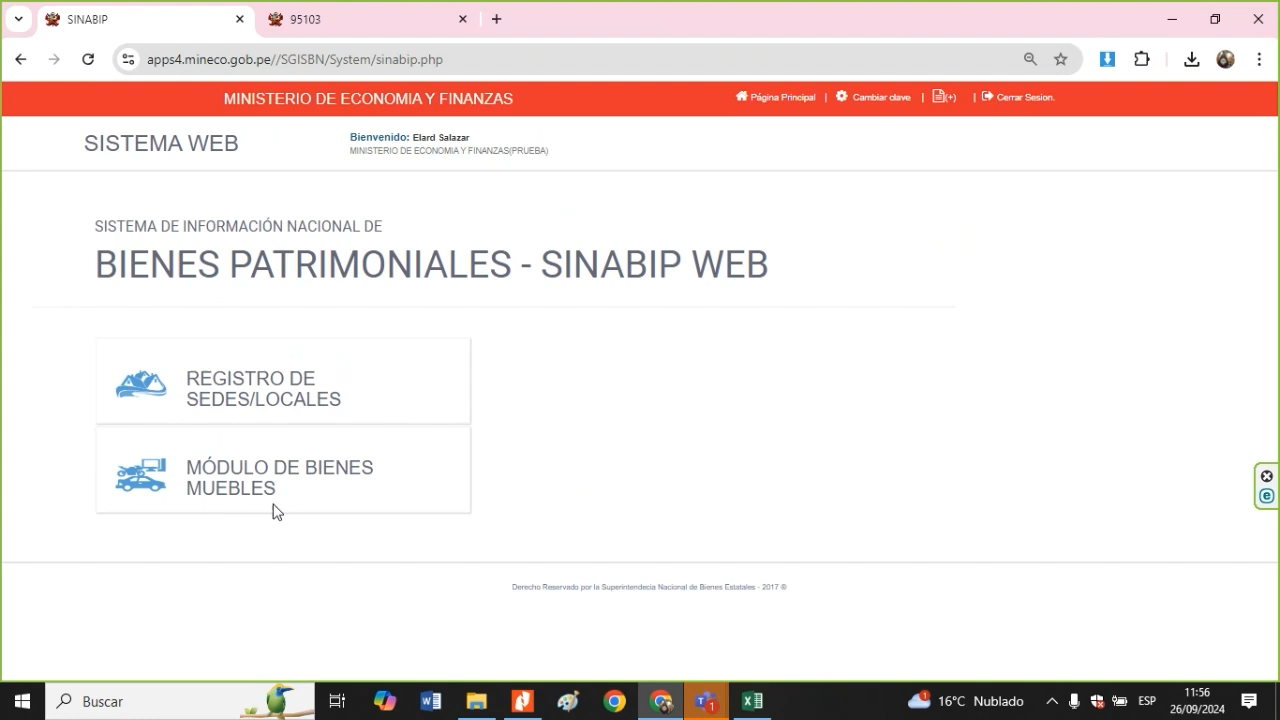 SINABIP
95103
apps4.mineco.gob.pe//SGISBN/System/sinabip.php
MINISTERIO DE ECONOMIA Y FINANZAS
Página Principal | Cambiar clave | (+) | Cerrar Sesion.
SISTEMA WEB
Bienvenido: Elard Salazar
MINISTERIO DE ECONOMIA Y FINANZAS(PRUEBA)
SISTEMA DE INFORMACIÓN NACIONAL DE
BIENES PATRIMONIALES - SINABIP WEB
REGISTRO DE
SEDES/LOCALES
MÓDULO DE BIENES
MUEBLES
Derecho Reservado por la Superintendecia Nacional de Bienes Estatales - 2017 ©
Buscar
1
1
16°C Nublado
ESP
11:56
26/09/2024